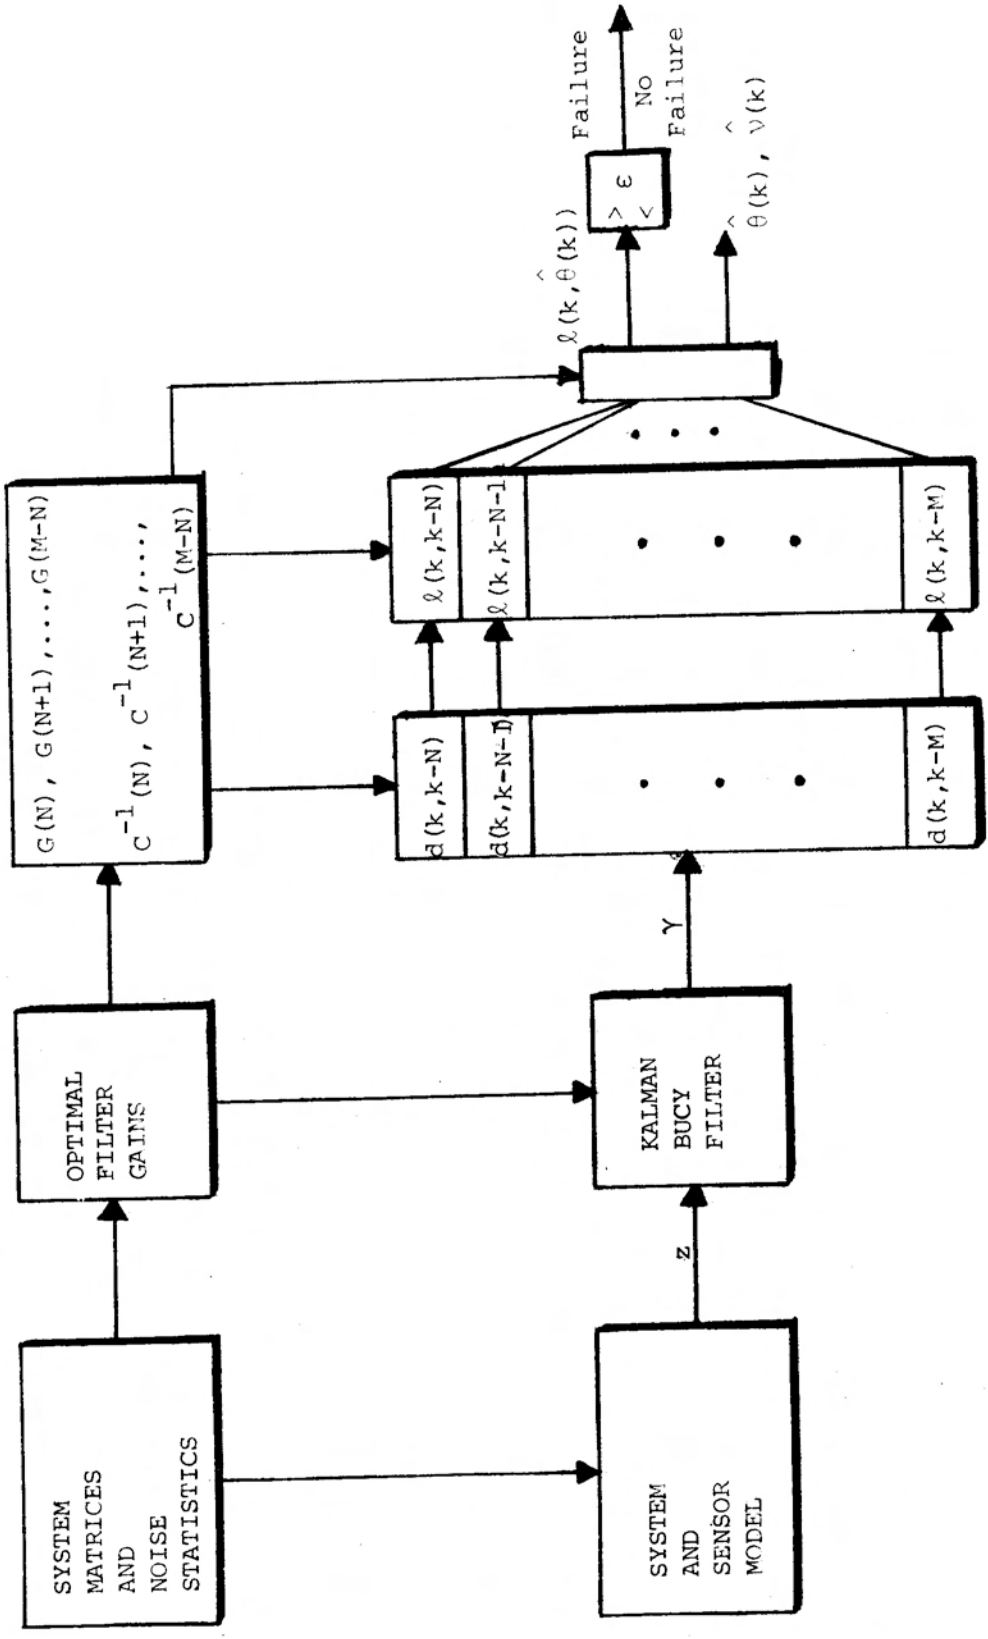 SYSTEM
MATRICES
AND
NOISE
STATISTICS
OPTIMAL
FILTER
GAINS
G(N), G(N+1),...,G(M-N)
C⁻¹(N), C⁻¹(N+1),...,
C⁻¹(M-N)
SYSTEM
AND
SENSOR
MODEL
z
KALMAN
BUCY
FILTER
γ
d(k,k-N)
d(k,k-N-1)
d(k,k-M)
ℓ(k,k-N)
ℓ(k,k-N-1
ℓ(k,k-M)
ℓ(k,θ̂(k))
> ε
<
Failure
No
Failure
θ̂(k), ν̂(k)